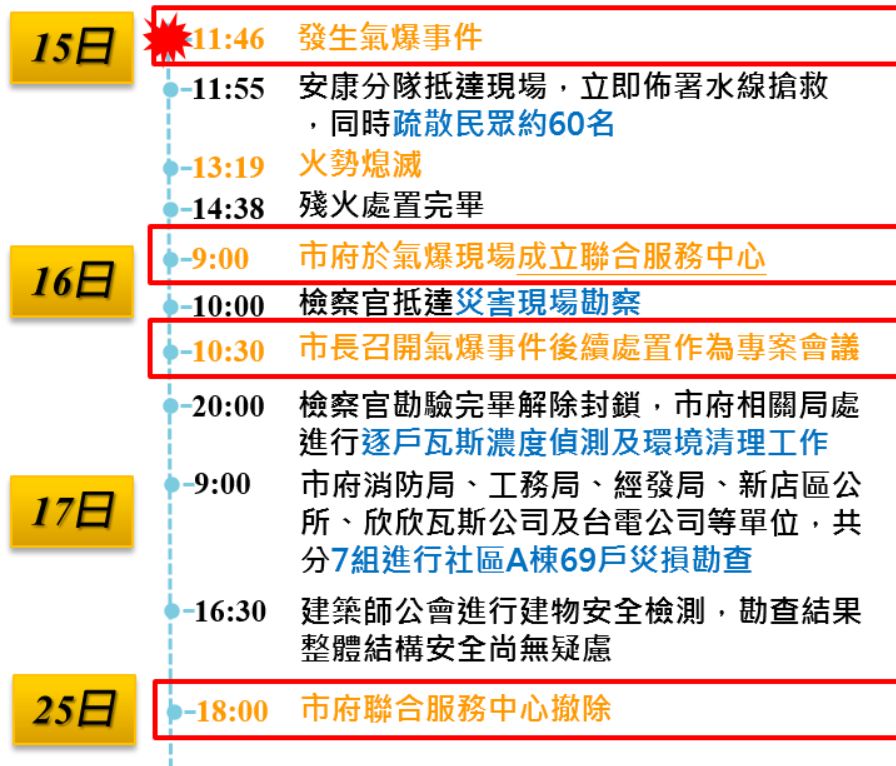 15日
11:46 發生氣爆事件
11:55 安康分隊抵達現場，立即佈署水線搶救
，同時疏散民眾約60名
13:19 火勢熄滅
14:38 殘火處置完畢
16日
9:00 市府於氣爆現場成立聯合服務中心
10:00 檢察官抵達災害現場勘察
10:30 市長召開氣爆事件後續處置作為專案會議
20:00 檢察官勘驗完畢解除封鎖，市府相關局處
進行逐戶瓦斯濃度偵測及環境清理工作
17日
9:00 市府消防局、工務局、經發局、新店區公
所、欣欣瓦斯公司及台電公司等單位，共
分7組進行社區A棟69戶災損勘查
16:30 建築師公會進行建物安全檢測，勘查結果
整體結構安全尚無疑慮
25日
18:00 市府聯合服務中心撤除